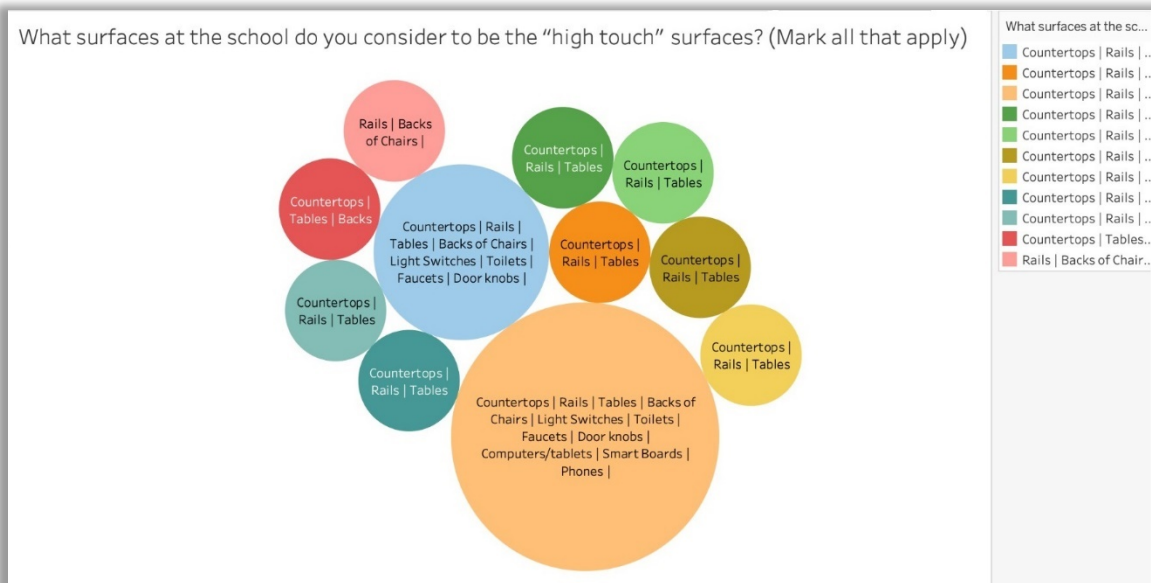 What surfaces at the school do you consider to be the “high touch” surfaces? (Mark all that apply)
Rails | Backs
of Chairs |
Countertops |
Tables | Backs
Countertops | Rails |
Tables | Backs of Chairs |
Light Switches | Toilets |
Faucets | Door knobs |
Countertops |
Rails | Tables
Countertops |
Rails | Tables
Countertops |
Rails | Tables
Countertops |
Rails | Tables
Countertops |
Rails | Tables
Countertops |
Rails | Tables
Countertops |
Rails | Tables
Countertops | Rails | Tables | Backs of
Chairs | Light Switches | Toilets |
Faucets | Door knobs |
Computers/tablets | Smart Boards |
Phones |
What surfaces at the sc...
Countertops | Rails | ..
Countertops | Rails | ..
Countertops | Rails | ..
Countertops | Rails | ..
Countertops | Rails | ..
Countertops | Rails | ..
Countertops | Rails | ..
Countertops | Rails | ..
Countertops | Rails | ..
Countertops | Tables..
Rails | Backs of Chair..